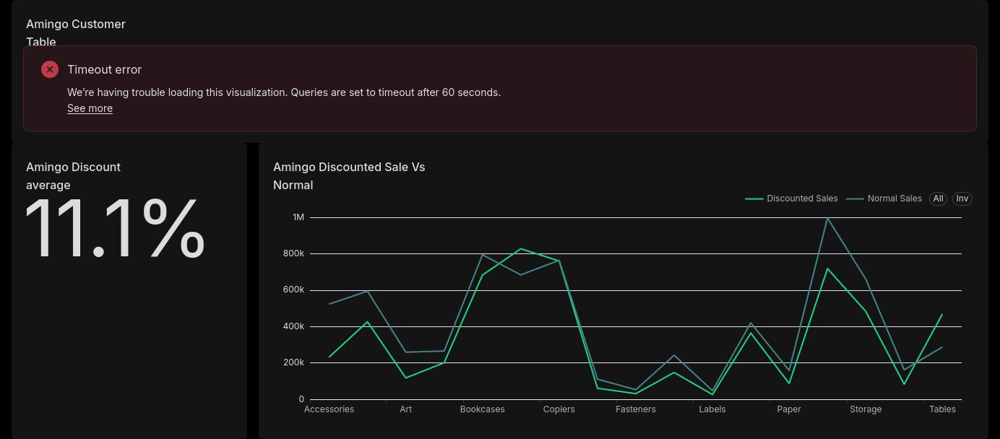 Amingo Customer
Table
Timeout error
We're having trouble loading this visualization. Queries are set to timeout after 60 seconds.
See more
Amingo Discount
average
11.1%
Amingo Discounted Sale Vs
Normal
Discounted Sales
Normal Sales
All
Inv
1M
800k
600k
400k
200k
0
Accessories
Art
Bookcases
Copiers
Fasteners
Labels
Paper
Storage
Tables